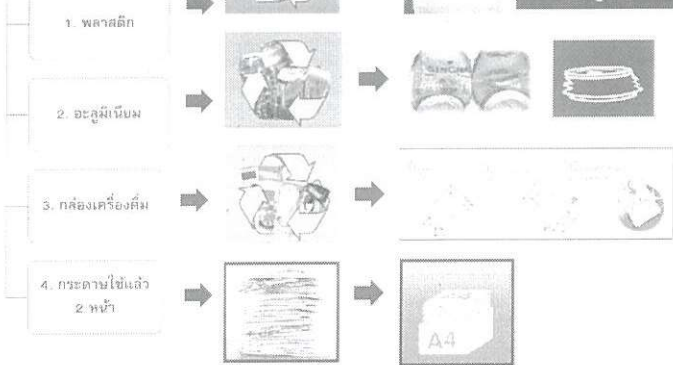 1. พลาสติก
2. อะลูมิเนียม
3. กล่องเครื่องดื่ม
4. กระดาษใช้แล้ว
2 หน้า
A4